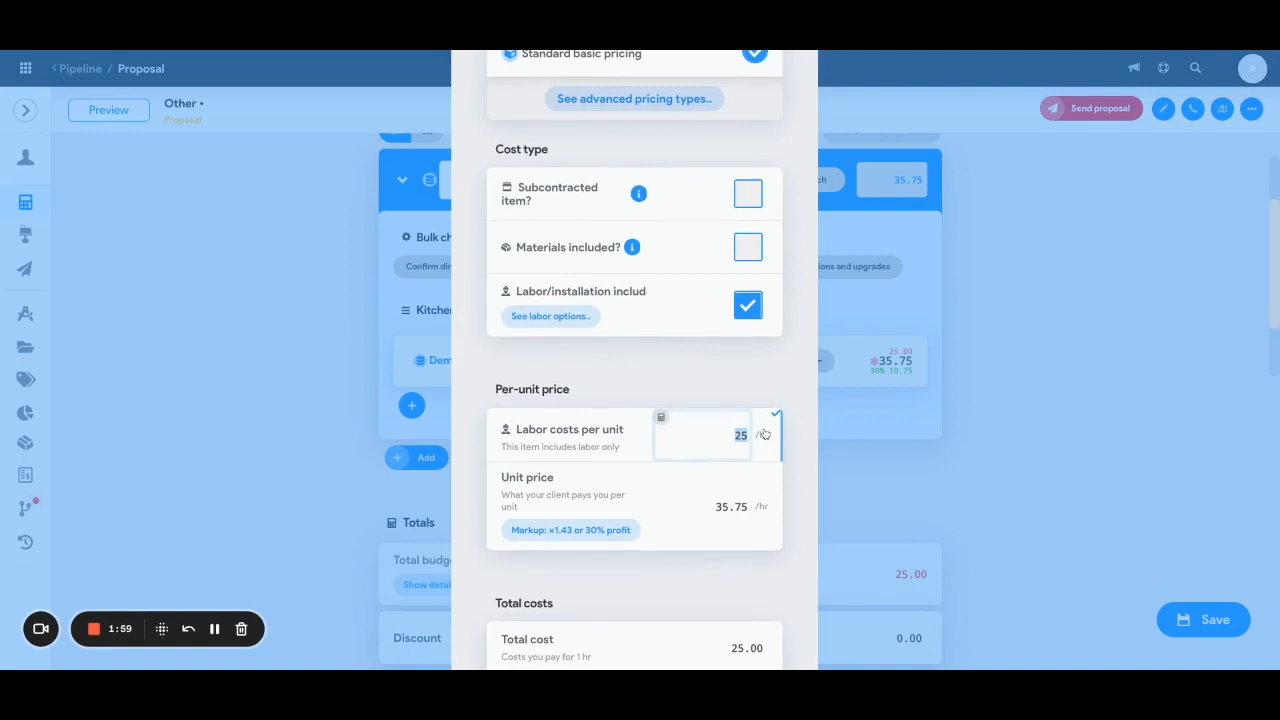 Standard basic pricing
Pipeline / Proposal
Preview
Other •
Proposal
See advanced pricing types..
Send proposal
Cost type
35.75
Subcontracted
item?
Bulk ch
Materials included?
Confirm dim
ions and upgrades
Labor/installation includ
See labor options..
Kitchen
Dem
25.00
*35.75
30% 10.75
Per-unit price
Labor costs per unit
This item includes labor only
25
Add
Unit price
What your client pays you per
unit
35.75 /hr
Markup: ×1.43 or 30% profit
Totals
Total budg
Show detai
25.00
Total costs
Discount
0.00
Total cost
Costs you pay for 1 hr
25.00
Save
1:59